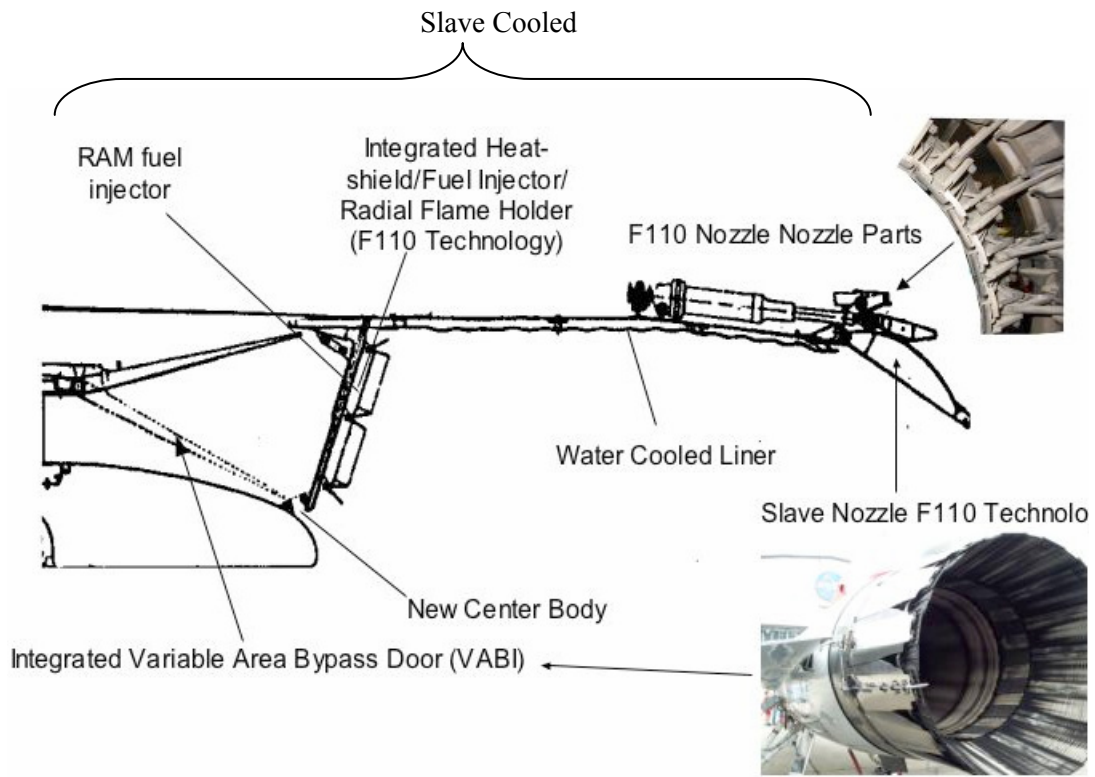 Slave Cooled
RAM fuel
injector
Integrated Heat-
shield/Fuel Injector/
Radial Flame Holder
(F110 Technology)
F110 Nozzle Nozzle Parts
Water Cooled Liner
Slave Nozzle F110 Technolo
New Center Body
Integrated Variable Area Bypass Door (VABI)